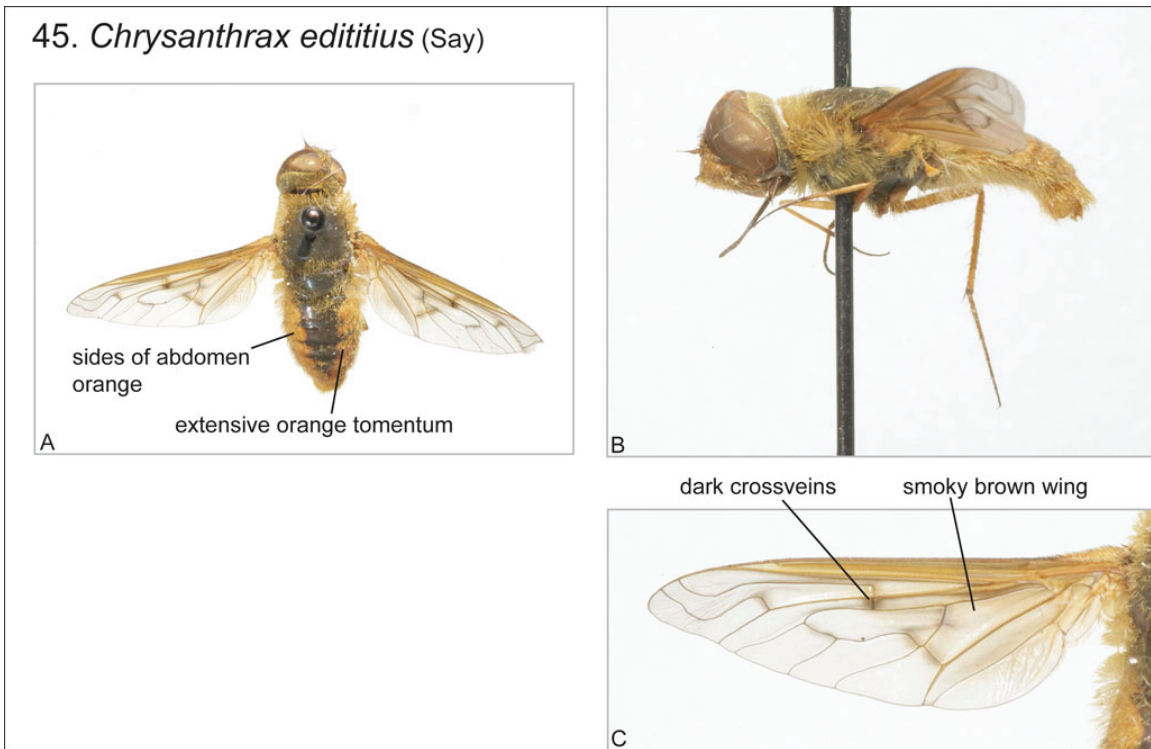 45. Chrysanthrax edititius (Say)
sides of abdomen
orange
extensive orange tomentum
A
B
dark crossveins
smoky brown wing
C